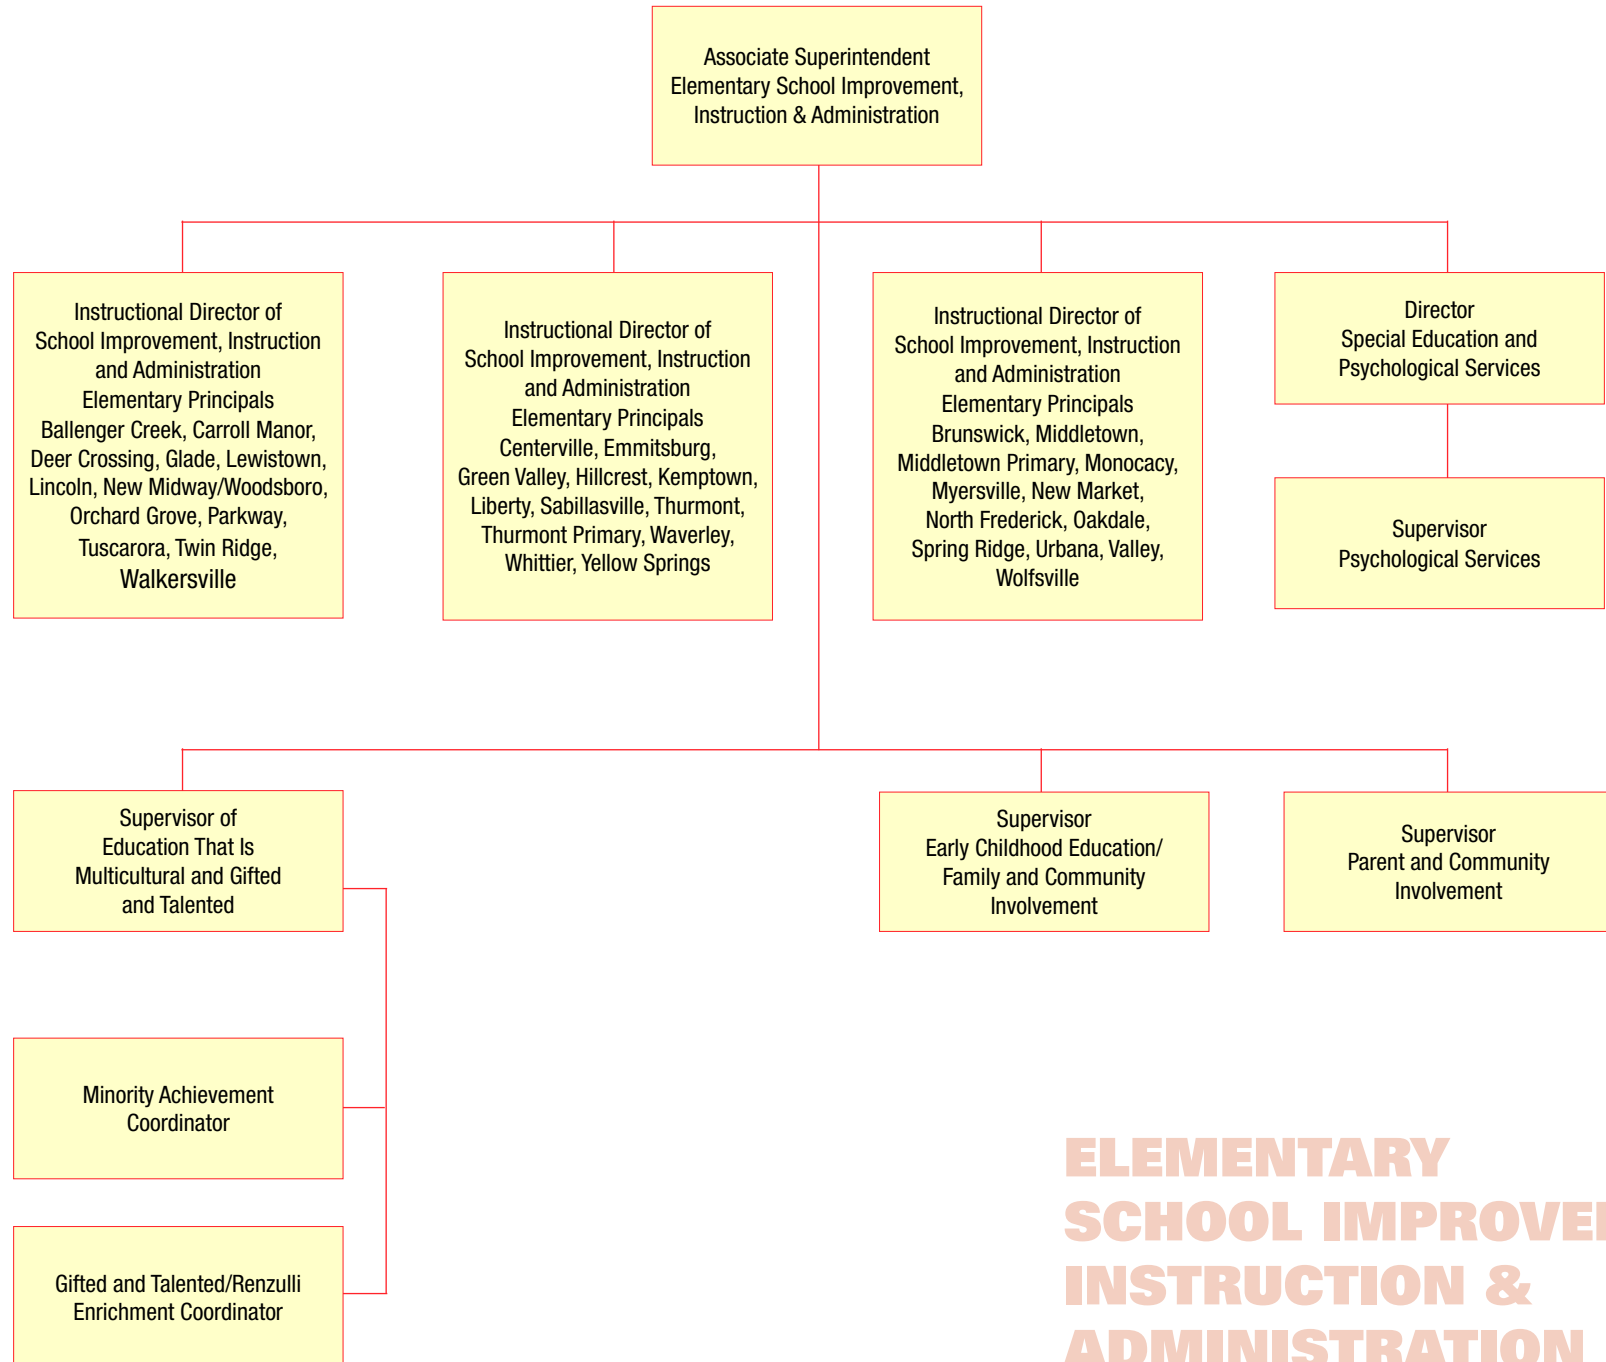 Associate Superintendent
Elementary School Improvement,
Instruction & Administration
Instructional Director of
School Improvement, Instruction
and Administration
Elementary Principals
Ballenger Creek, Carroll Manor,
Deer Crossing, Glade, Lewistown,
Lincoln, New Midway/Woodsboro,
Orchard Grove, Parkway,
Tuscarora, Twin Ridge,
Walkersville
Instructional Director of
School Improvement, Instruction
and Administration
Elementary Principals
Centerville, Emmitsburg,
Green Valley, Hillcrest, Kemptown,
Liberty, Sabillasville, Thurmont,
Thurmont Primary, Waverley,
Whittier, Yellow Springs
Instructional Director of
School Improvement, Instruction
and Administration
Elementary Principals
Brunswick, Middletown,
Middletown Primary, Monocacy,
Myersville, New Market,
North Frederick, Oakdale,
Spring Ridge, Urbana, Valley,
Wolfsville
Director
Special Education and
Psychological Services
Supervisor
Psychological Services
Supervisor of
Education That Is
Multicultural and Gifted
and Talented
Supervisor
Early Childhood Education/
Family and Community
Involvement
Supervisor
Parent and Community
Involvement
Minority Achievement
Coordinator
Gifted and Talented/Renzulli
Enrichment Coordinator
ELEMENTARY
SCHOOL
INSTRUCTION &
ADMINISTRATION